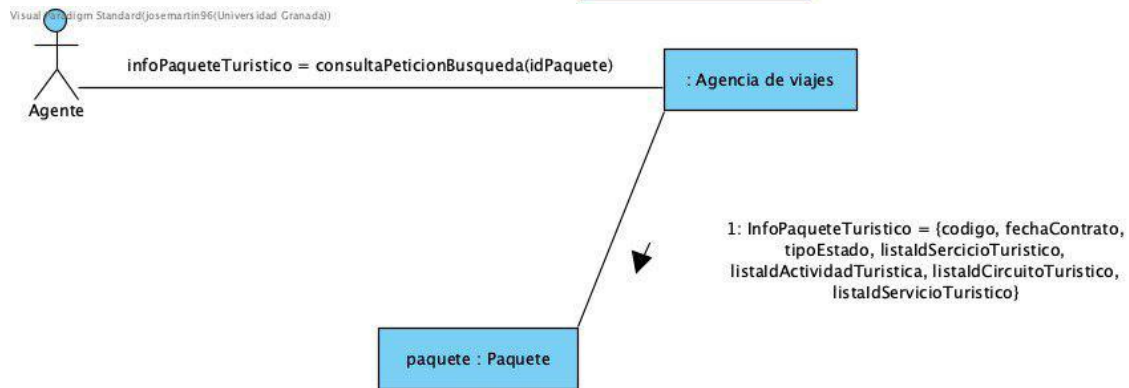 Visual Paradigm Standard(josemartin96(Universidad Granada))
infoPaqueteTuristico = consultaPeticionBusqueda(idPaquete)
: Agencia de viajes
Agente
1: InfoPaqueteTuristico = {codigo, fechaContrato,
tipoEstado, listaIdSercicioTuristico,
listaIdActividadTuristica, listaIdCircuitoTuristico,
listaIdServicioTuristico}
paquete : Paquete